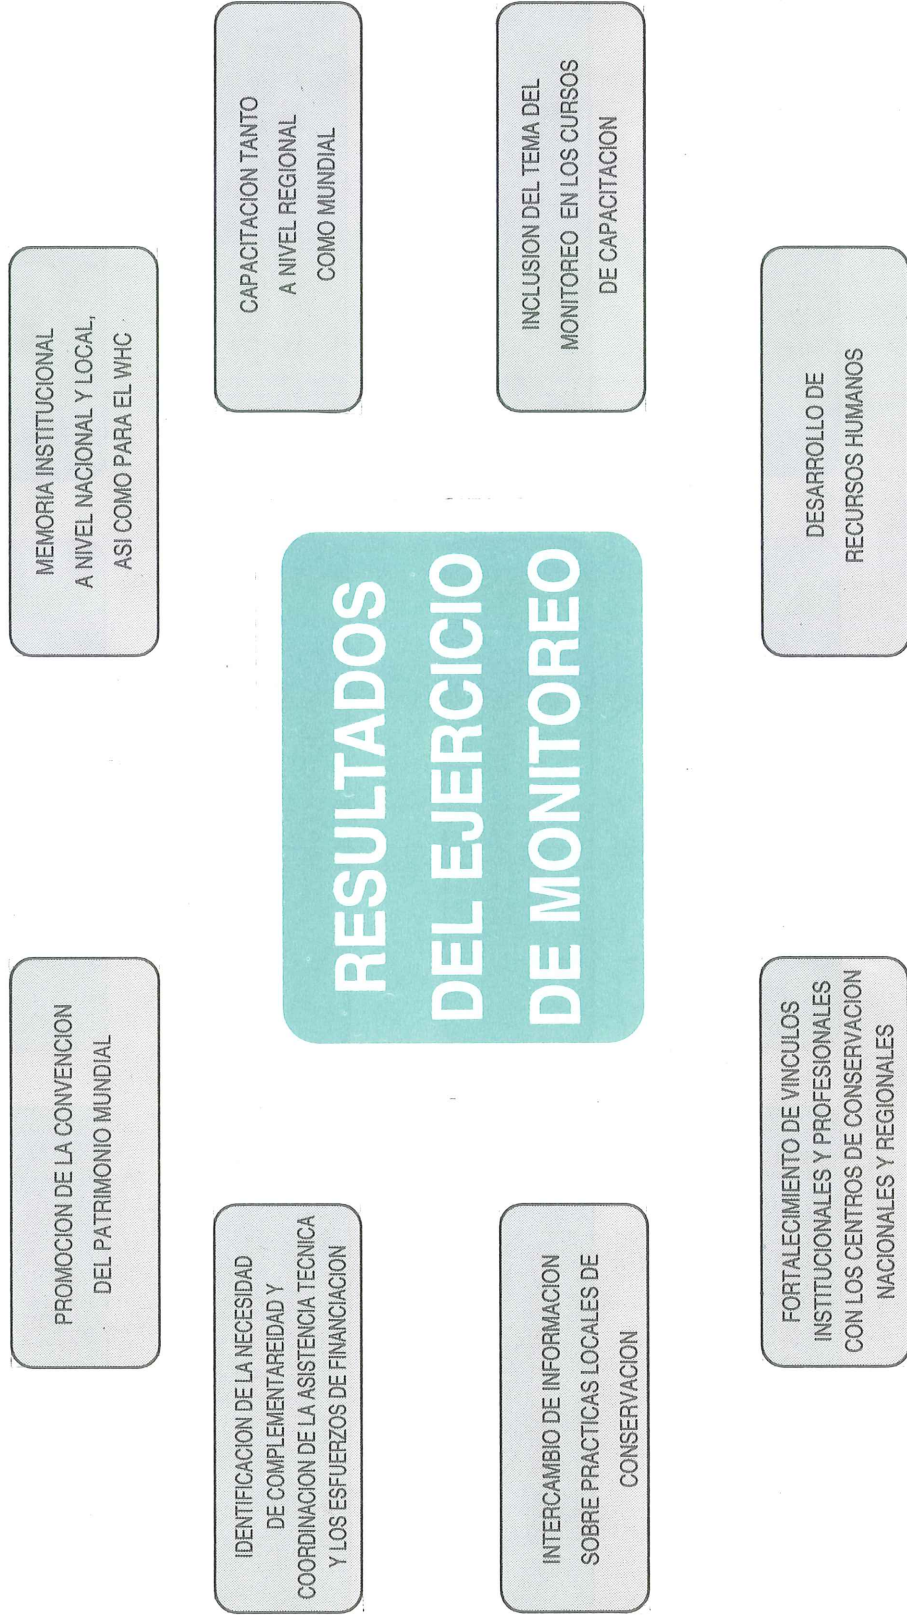 PROMOCION DE LA CONVENCION
DEL PATRIMONIO MUNDIAL
MEMORIA INSTITUCIONAL
A NIVEL NACIONAL Y LOCAL,
ASI COMO PARA EL WHC
IDENTIFICACION DE LA NECESIDAD
DE COMPLEMENTAREIDAD Y
COORDINACION DE LA ASISTENCIA TECNICA
Y LOS ESFUERZOS DE FINANCIACION
CAPACITACION TANTO
A NIVEL REGIONAL
COMO MUNDIAL
RESULTADOS
DEL EJERCICIO
DE MONITOREO
INTERCAMBIO DE INFORMACION
SOBRE PRACTICAS LOCALES DE
CONSERVACION
INCLUSION DEL TEMA DEL
MONITOREO EN LOS CURSOS
DE CAPACITACION
FORTALECIMIENTO DE VINCULOS
INSTITUCIONALES Y PROFESIONALES
CON LOS CENTROS DE CONSERVACION
NACIONALES Y REGIONALES
DESARROLLO DE
RECURSOS HUMANOS